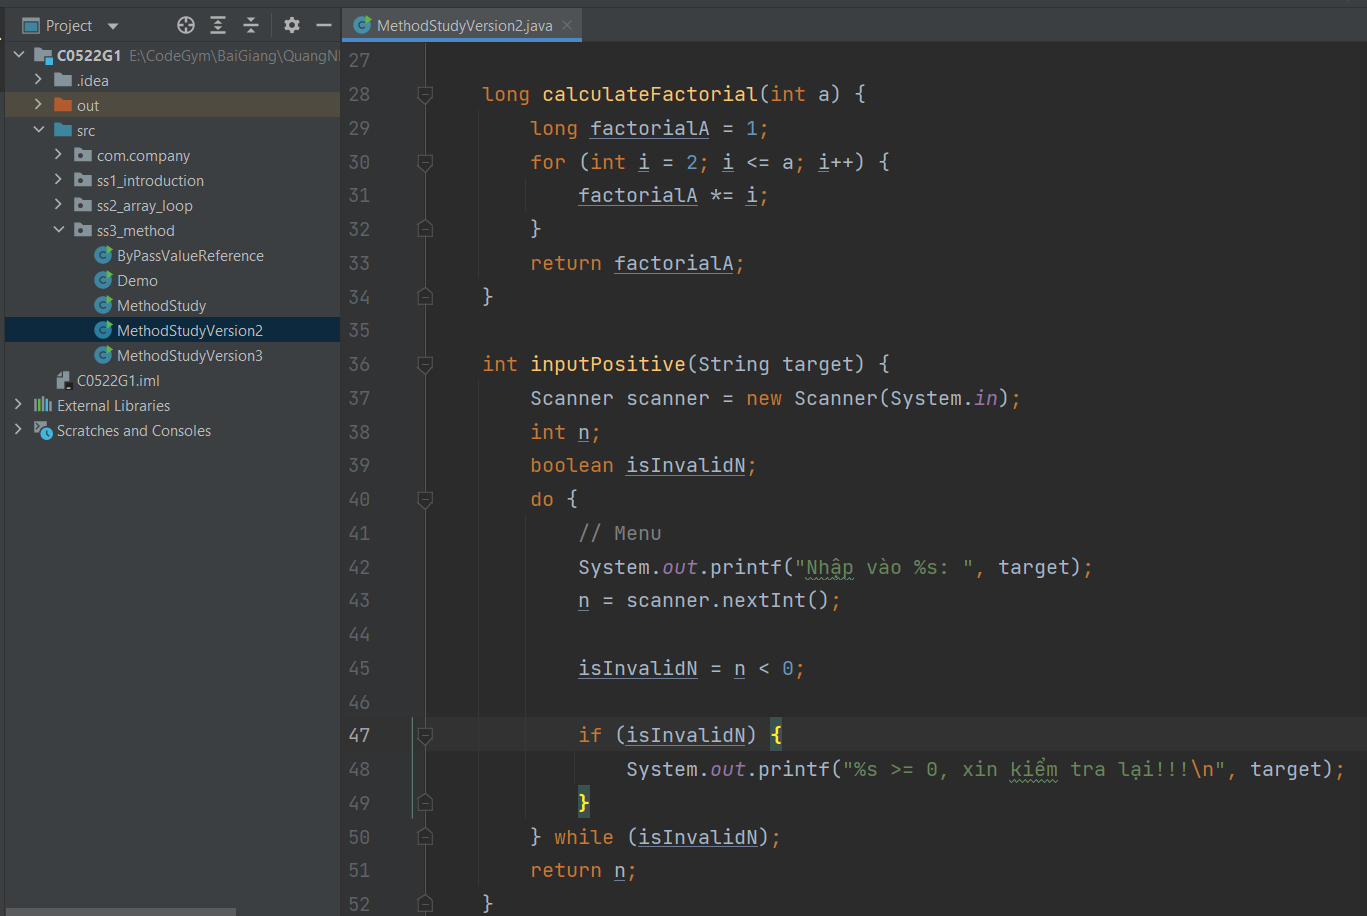 Project
MethodStudyVersion2.java
C0522G1 E:\CodeGym\BaiGiang\QuangN
.idea
out
src
com.company
ss1_introduction
ss2_array_loop
ss3_method
ByPassValueReference
Demo
MethodStudy
MethodStudyVersion2
MethodStudyVersion3
C0522G1.iml
External Libraries
Scratches and Consoles
27
28 long calculateFactorial(int a) {
29 long factorialA = 1;
30 for (int i = 2; i <= a; i++) {
31 factorialA *= i;
32 }
33 return factorialA;
34 }
35
36 int inputPositive(String target) {
37 Scanner scanner = new Scanner(System.in);
38 int n;
39 boolean isInvalidN;
40 do {
41 // Menu
42 System.out.printf("Nhập vào %s: ", target);
43 n = scanner.nextInt();
44
45 isInvalidN = n < 0;
46
47 if (isInvalidN) {
48 System.out.printf("%s >= 0, xin kiểm tra lại!!!\n", target);
49 }
50 } while (isInvalidN);
51 return n;
52 }